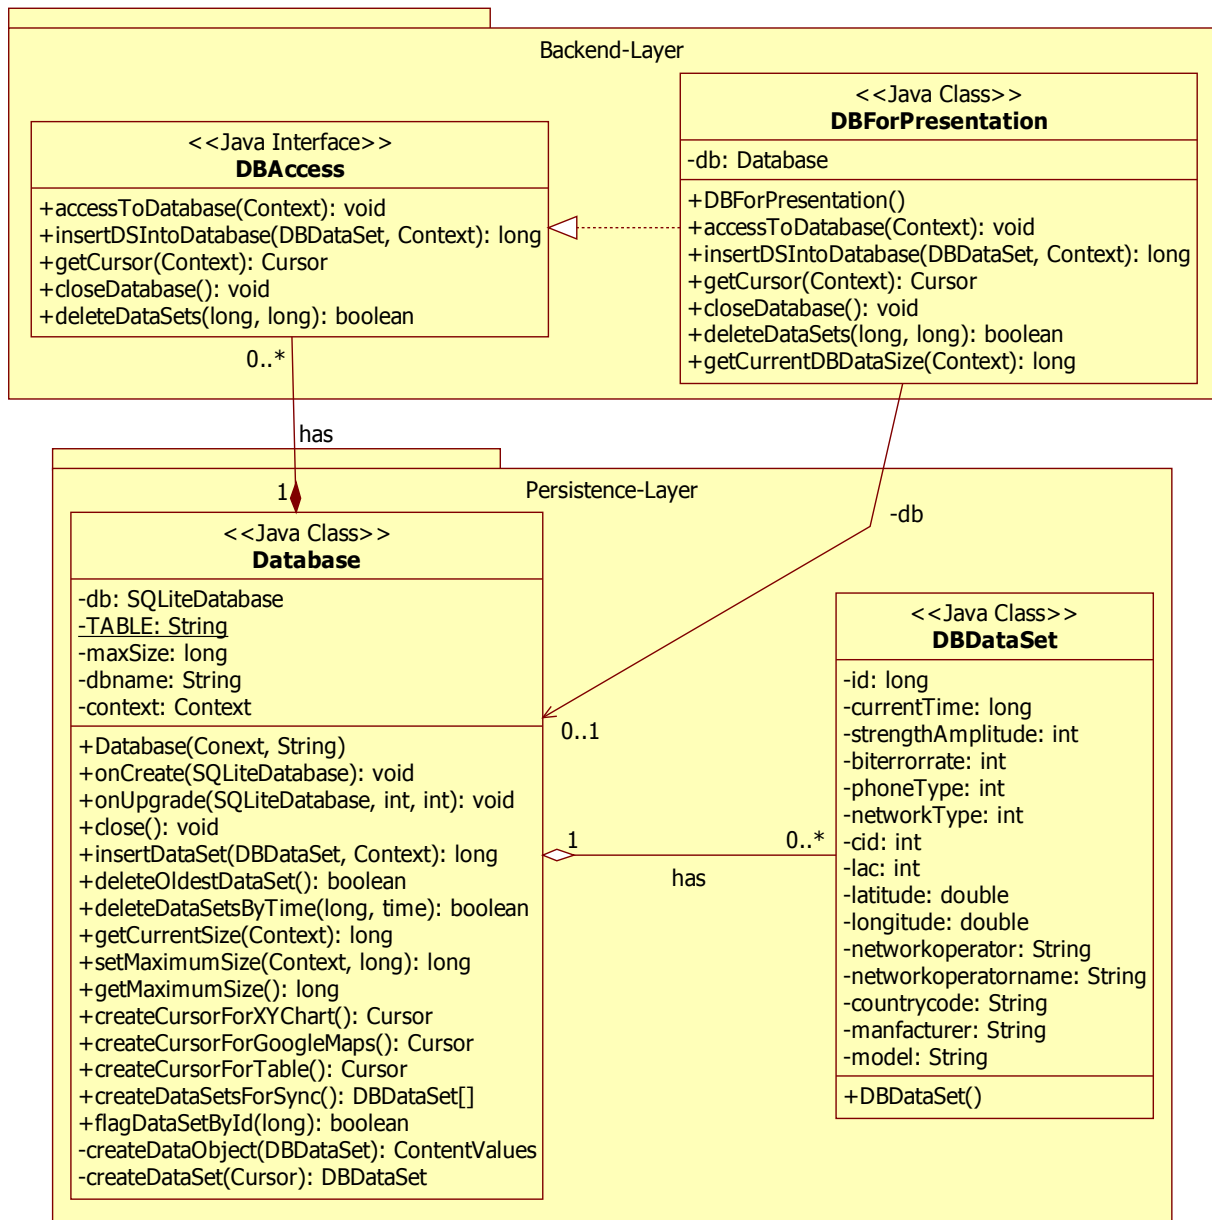 Backend-Layer
<<Java Interface>>
DBAccess
+accessToDatabase(Context): void
+insertDSIntoDatabase(DBDataSet, Context): long
+getCursor(Context): Cursor
+closeDatabase(): void
+deleteDataSets(long, long): boolean
<<Java Class>>
DBForPresentation
-db: Database
+DBForPresentation()
+accessToDatabase(Context): void
+insertDSIntoDatabase(DBDataSet, Context): long
+getCursor(Context): Cursor
+closeDatabase(): void
+deleteDataSets(long, long): boolean
+getCurrentDBDataSize(Context): long
0..*
has
1
-db
0..1
Persistence-Layer
<<Java Class>>
Database
-db: SQLiteDatabase
-TABLE: String
-maxSize: long
-dbname: String
-context: Context
+Database(Conext, String)
+onCreate(SQLiteDatabase): void
+onUpgrade(SQLiteDatabase, int, int): void
+close(): void
+insertDataSet(DBDataSet, Context): long
+deleteOldestDataSet(): boolean
+deleteDataSetsByTime(long, time): boolean
+getCurrentSize(Context): long
+setMaximumSize(Context, long): long
+getMaximumSize(): long
+createCursorForXYChart(): Cursor
+createCursorForGoogleMaps(): Cursor
+createCursorForTable(): Cursor
+createDataSetsForSync(): DBDataSet[]
+flagDataSetById(long): boolean
-createDataObject(DBDataSet): ContentValues
-createDataSet(Cursor): DBDataSet
1
has
0..*
<<Java Class>>
DBDataSet
-id: long
-currentTime: long
-strengthAmplitude: int
-biterrorrate: int
-phoneType: int
-networkType: int
-cid: int
-lac: int
-latitude: double
-longitude: double
-networkoperator: String
-networkoperatorname: String
-countrycode: String
-manfacturer: String
-model: String
+DBDataSet()